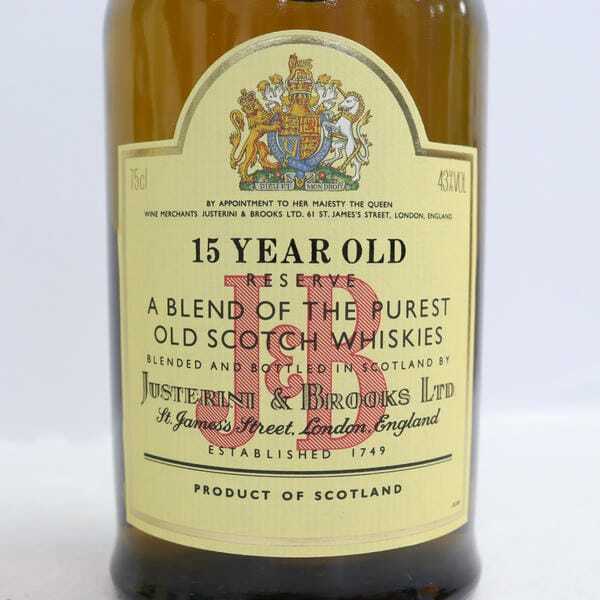 75cl
43%VOL
DIEU ET MON DROIT
BY APPOINTMENT TO HER MAJESTY THE QUEEN
WINE MERCHANTS JUSTERINI & BROOKS LTD. 61 ST. JAMES'S STREET, LONDON, ENGLAND
15 YEAR OLD
RESERVE
J&B
A BLEND OF THE PUREST
OLD SCOTCH WHISKIES
BLENDED AND BOTTLED IN SCOTLAND BY
JUSTERINI & BROOKS LTD
St. James's Street, London, England
ESTABLISHED 1749
PRODUCT OF SCOTLAND